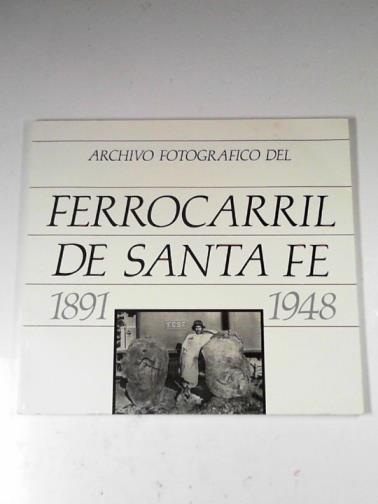 ARCHIVO FOTOGRAFICO DEL
FERROCARRIL
DE SANTA FE
1891 1948